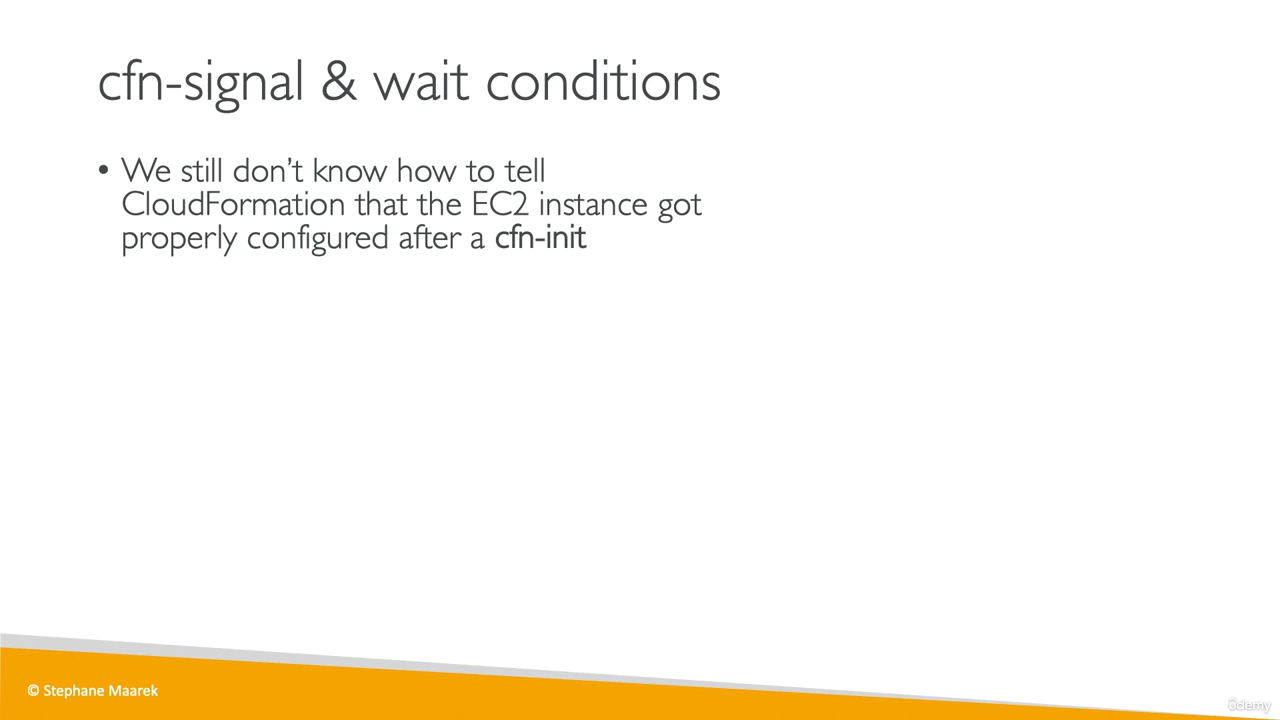 cfn-signal & wait conditions
• We still don’t know how to tell
CloudFormation that the EC2 instance got
properly configured after a cfn-init
© Stephane Maarek
ûdemy